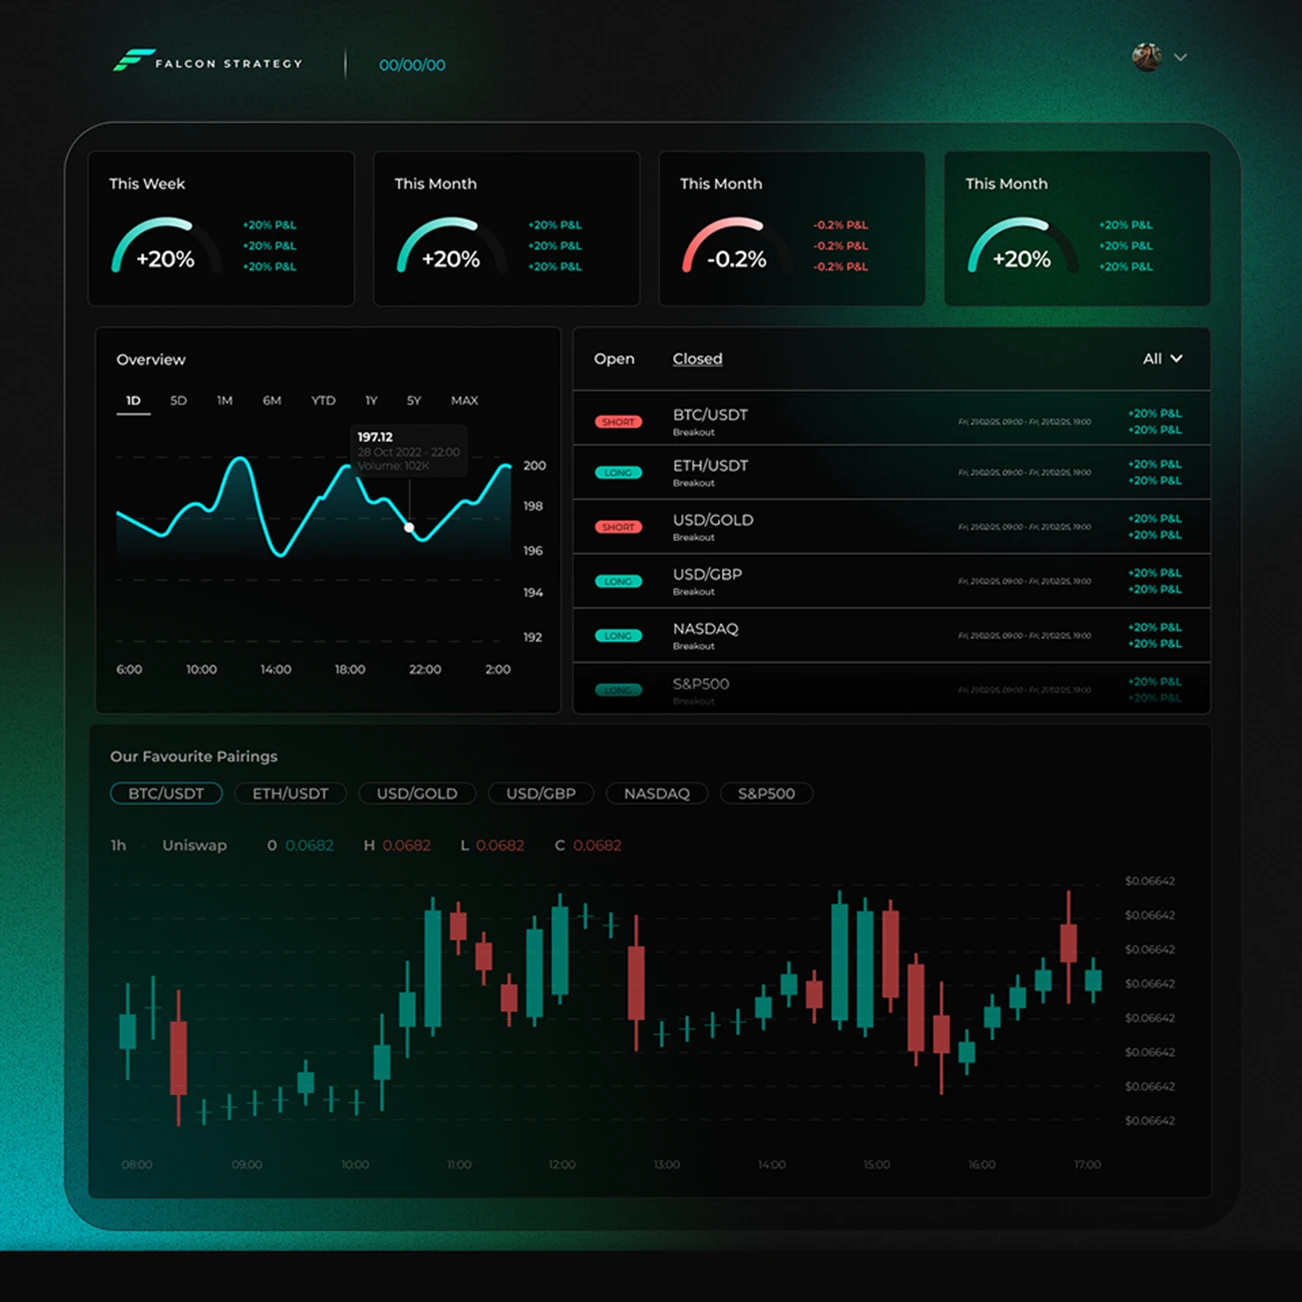 FALCON STRATEGY
00/00/00
This Week
+20%
+20% P&L
+20% P&L
+20% P&L
This Month
+20%
+20% P&L
+20% P&L
+20% P&L
This Month
-0.2%
-0.2% P&L
-0.2% P&L
-0.2% P&L
This Month
+20%
+20% P&L
+20% P&L
+20% P&L
Overview
1D 5D 1M 6M YTD 1Y 5Y MAX
197.12
28 Oct 2022 - 22:00
Volume: 102K
200
198
196
194
192
6:00 10:00 14:00 18:00 22:00 2:00
Open Closed All
SHORT
BTC/USDT
Breakout
Fri, 21/02/25, 09:00 - Fri, 21/02/25, 19:00
+20% P&L
+20% P&L
LONG
ETH/USDT
Breakout
Fri, 21/02/25, 09:00 - Fri, 21/02/25, 19:00
+20% P&L
+20% P&L
SHORT
USD/GOLD
Breakout
Fri, 21/02/25, 09:00 - Fri, 21/02/25, 19:00
+20% P&L
+20% P&L
LONG
USD/GBP
Breakout
Fri, 21/02/25, 09:00 - Fri, 21/02/25, 19:00
+20% P&L
+20% P&L
LONG
NASDAQ
Breakout
Fri, 21/02/25, 09:00 - Fri, 21/02/25, 19:00
+20% P&L
+20% P&L
LONG
S&P500
Breakout
Fri, 21/02/25, 09:00 - Fri, 21/02/25, 19:00
+20% P&L
+20% P&L
Our Favourite Pairings
BTC/USDT ETH/USDT USD/GOLD USD/GBP NASDAQ S&P500
1h · Uniswap 0 0.0682 H 0.0682 L 0.0682 C 0.0682
$0.06642
$0.06642
$0.06642
$0.06642
$0.06642
$0.06642
$0.06642
$0.06642
08:00 09:00 10:00 11:00 12:00 13:00 14:00 15:00 16:00 17:00